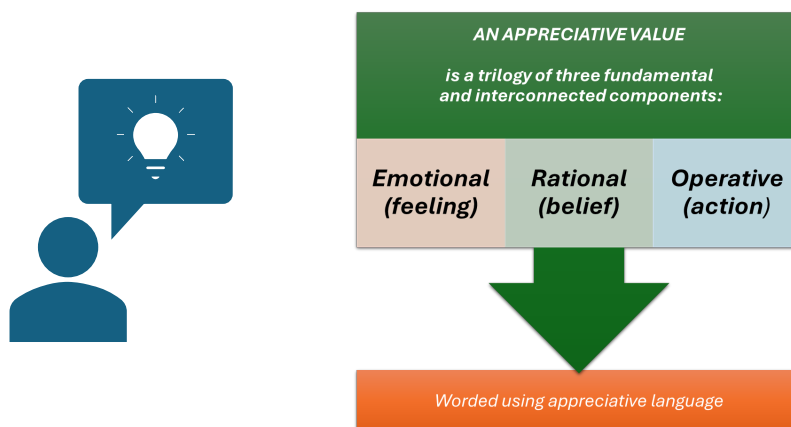 AN APPRECIATIVE VALUE
is a trilogy of three fundamental
and interconnected components:
Emotional
(feeling)
Rational
(belief)
Operative
(action)
Worded using appreciative language